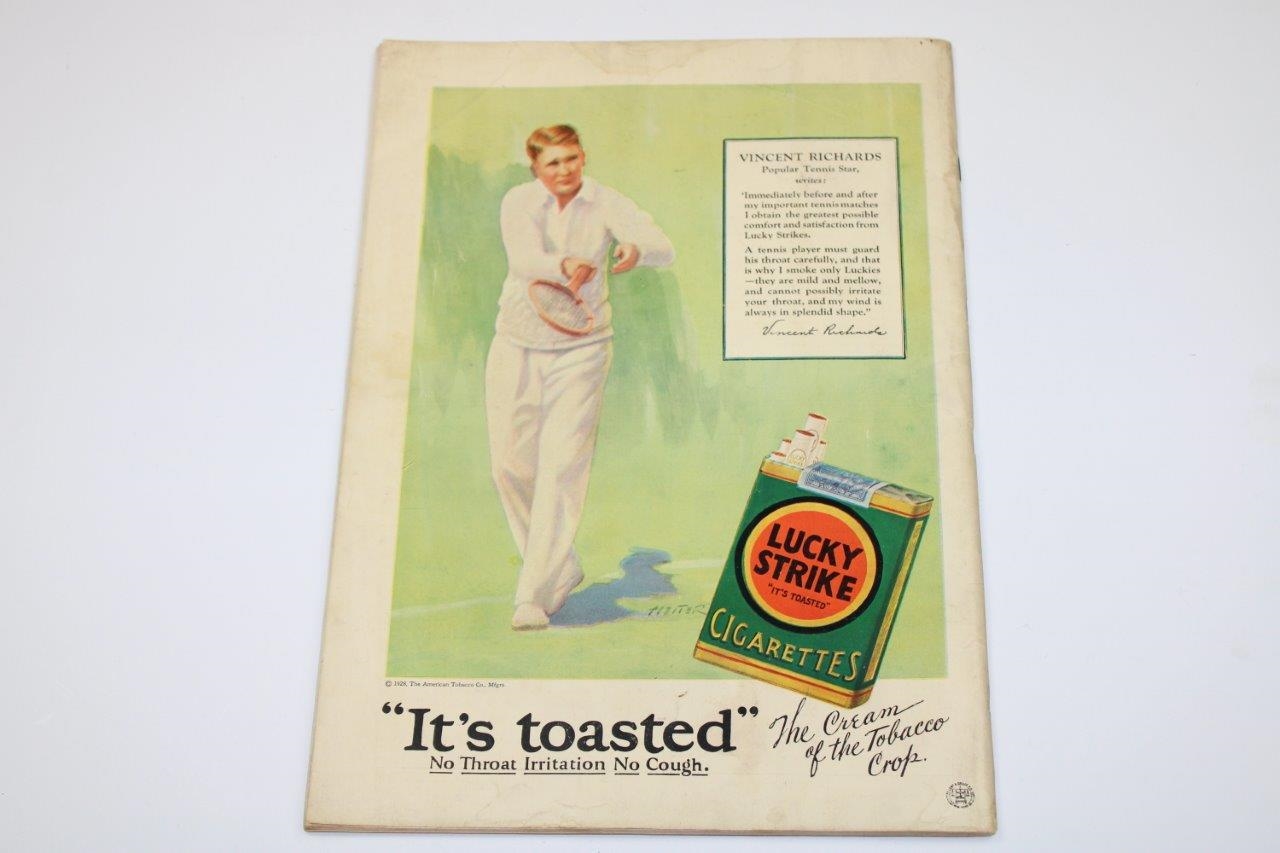 VINCENT RICHARDS
Popular Tennis Star,
writes:
'Immediately before and after
my important tennis matches
I obtain the greatest possible
comfort and satisfaction from
Lucky Strikes.
A tennis player must guard
his throat carefully, and that
is why I smoke only Luckies
—they are mild and mellow,
and cannot possibly irritate
your throat, and my wind is
always in splendid shape."
Vincent Richards
LUCKY
STRIKE
"IT'S TOASTED"
CIGARETTES
© 1928, The American Tobacco Co., Mfgrs.
“It's toasted”
No Throat Irritation No Cough.
The Cream
of the Tobacco
Crop.